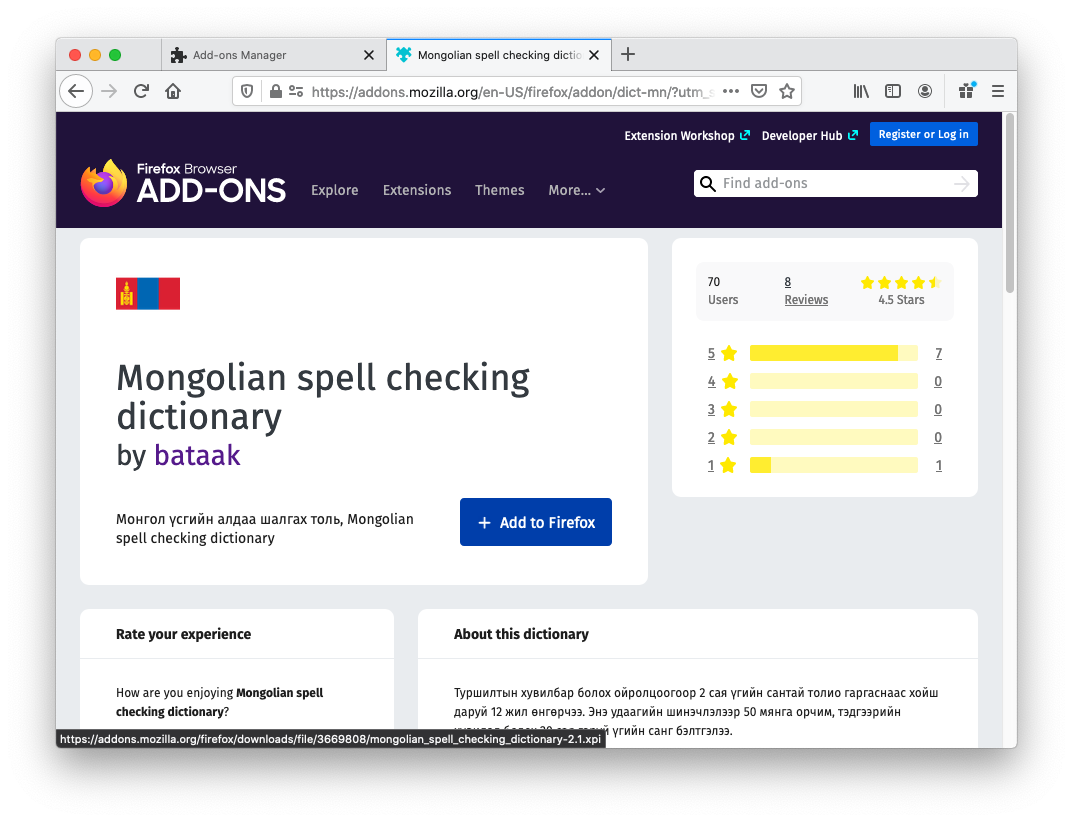 Add-ons Manager
Mongolian spell checking dictio
https://addons.mozilla.org/en-US/firefox/addon/dict-mn/?utm_s
Extension Workshop
Developer Hub
Register or Log in
Firefox Browser
ADD-ONS
Explore
Extensions
Themes
More...
Find add-ons
70
Users
8
Reviews
4.5 Stars
5 7
4 0
3 0
2 0
1 1
Mongolian spell checking
dictionary
by bataak
Монгол үсгийн алдаа шалгах толь, Mongolian
spell checking dictionary
+ Add to Firefox
Rate your experience
How are you enjoying Mongolian spell
checking dictionary?
About this dictionary
Туршилтын хувилбар болох ойролцоогоор 2 сая үгийн сантай толио гаргаснаас хойш
даруй 12 жил өнгөрчээ. Энэ удаагийн шинэчлэлээр 50 мянга орчим, тэдгээрийн
үгийн санг бэлтгэлээ.
https://addons.mozilla.org/firefox/downloads/file/3669808/mongolian_spell_checking_dictionary-2.1.xpi